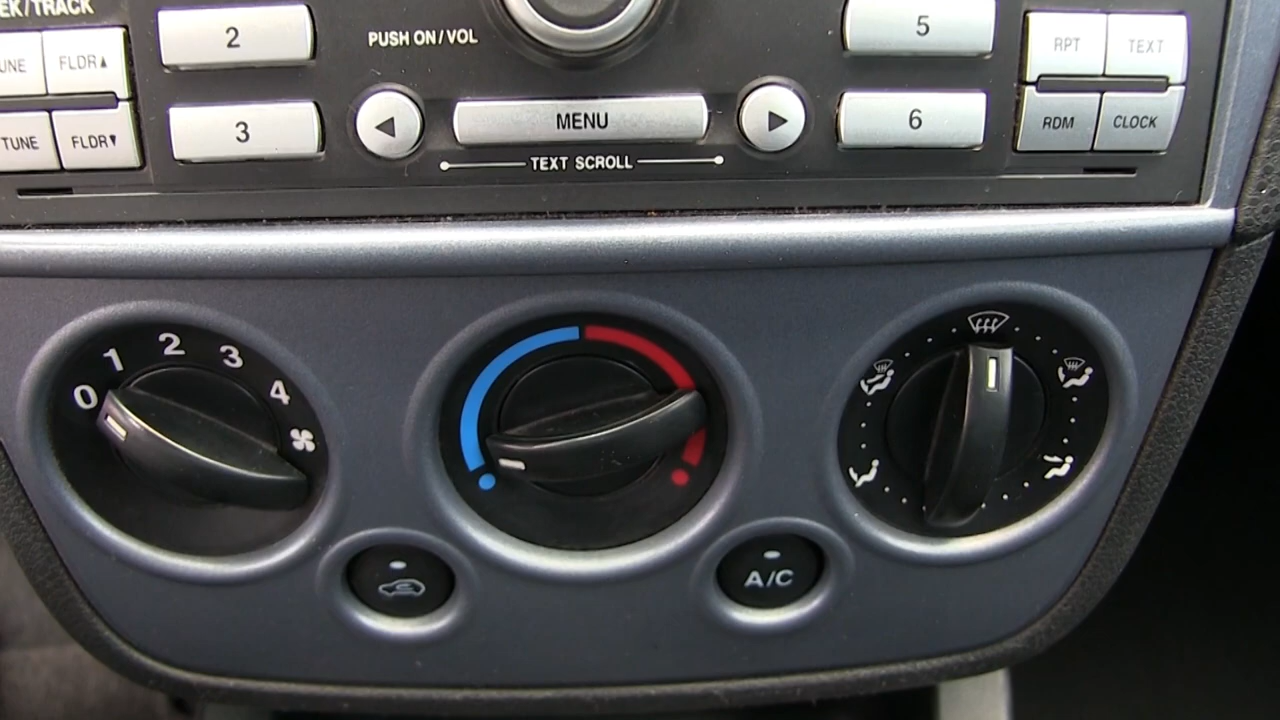 EK/TRACK
UNE
FLDR▲
2
PUSH ON/VOL
5
RPT
TEXT
TUNE
FLDR▼
3
◀
MENU
▶
6
RDM
CLOCK
TEXT SCROLL
0 1 2 3 4
A/C